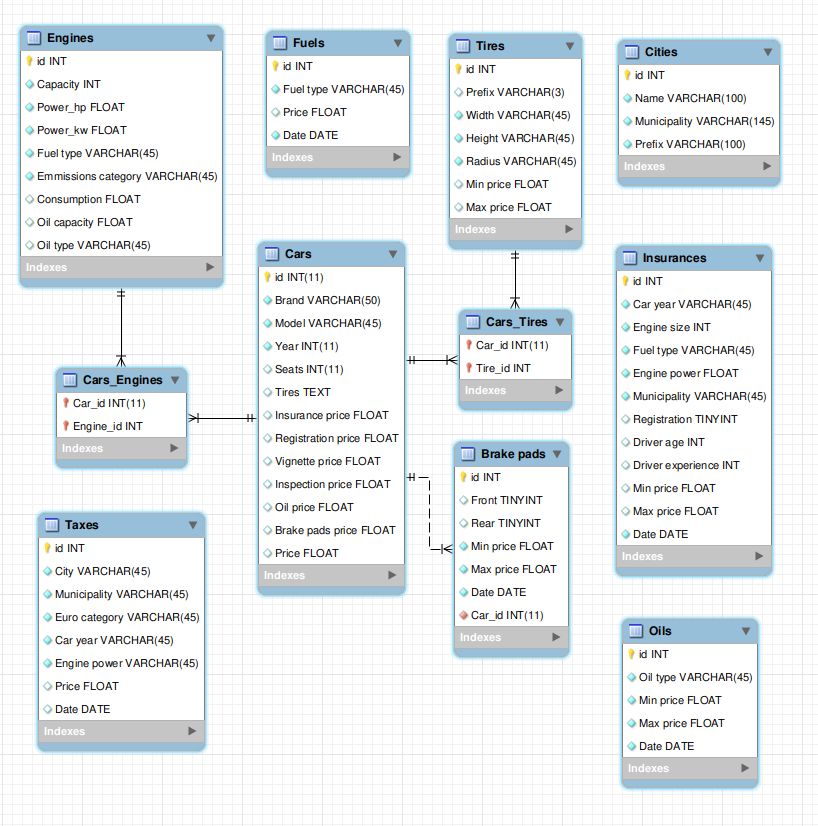 Engines
id INT
Capacity INT
Power_hp FLOAT
Power_kw FLOAT
Fuel type VARCHAR(45)
Emmissions category VARCHAR(45)
Consumption FLOAT
Oil capacity FLOAT
Oil type VARCHAR(45)
Indexes
Fuels
id INT
Fuel type VARCHAR(45)
Price FLOAT
Date DATE
Indexes
Tires
id INT
Prefix VARCHAR(3)
Width VARCHAR(45)
Height VARCHAR(45)
Radius VARCHAR(45)
Min price FLOAT
Max price FLOAT
Indexes
Cities
id INT
Name VARCHAR(100)
Municipality VARCHAR(145)
Prefix VARCHAR(100)
Indexes
Cars
id INT(11)
Brand VARCHAR(50)
Model VARCHAR(45)
Year INT(11)
Seats INT(11)
Tires TEXT
Insurance price FLOAT
Registration price FLOAT
Vignette price FLOAT
Inspection price FLOAT
Oil price FLOAT
Brake pads price FLOAT
Price FLOAT
Indexes
Insurances
id INT
Car year VARCHAR(45)
Engine size INT
Fuel type VARCHAR(45)
Engine power FLOAT
Municipality VARCHAR(45)
Registration TINYINT
Driver age INT
Driver experience INT
Min price FLOAT
Max price FLOAT
Date DATE
Indexes
Cars_Tires
Car_id INT(11)
Tire_id INT
Indexes
Cars_Engines
Car_id INT(11)
Engine_id INT
Indexes
Brake pads
id INT
Front TINYINT
Rear TINYINT
Min price FLOAT
Max price FLOAT
Date DATE
Car_id INT(11)
Indexes
Taxes
id INT
City VARCHAR(45)
Municipality VARCHAR(45)
Euro category VARCHAR(45)
Car year VARCHAR(45)
Engine power VARCHAR(45)
Price FLOAT
Date DATE
Indexes
Oils
id INT
Oil type VARCHAR(45)
Min price FLOAT
Max price FLOAT
Date DATE
Indexes